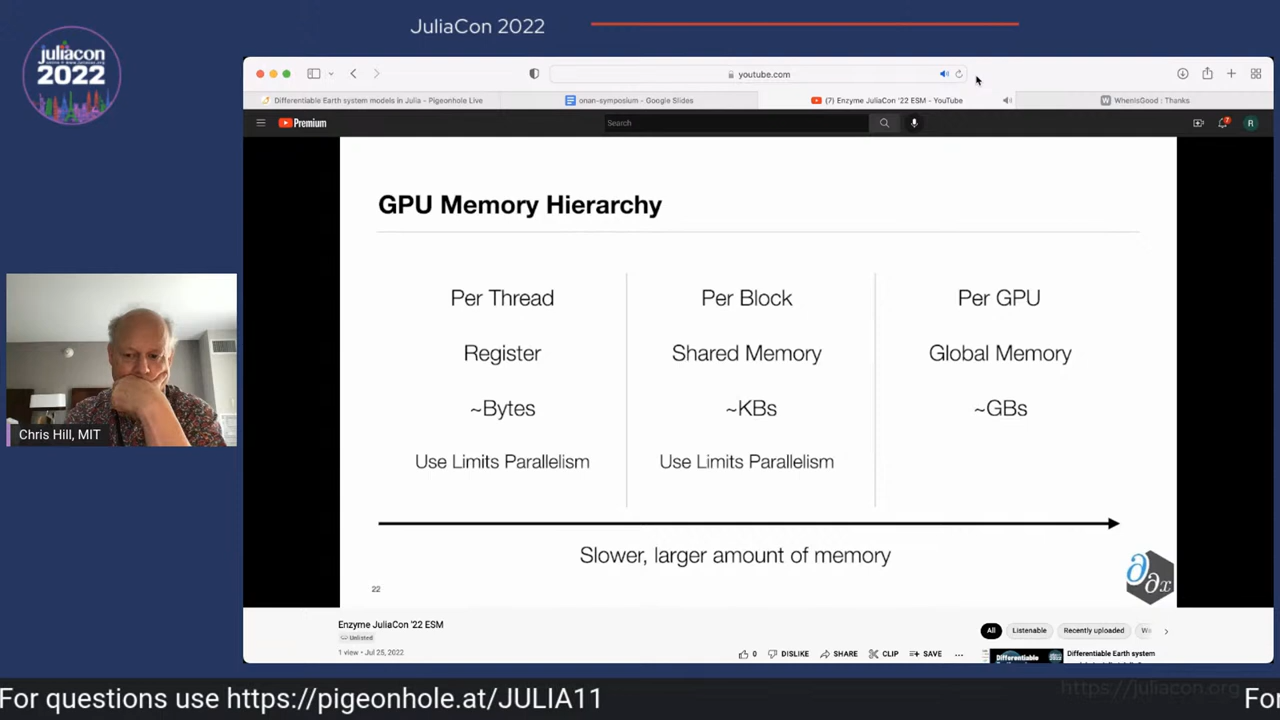 JuliaCon 2022
juliacon
2022
youtube.com
Differentiable Earth system models in Julia - Pigeonhole Live
onan-symposium - Google Slides
(7) Enzyme JuliaCon '22 ESM - YouTube
WhenIsGood : Thanks
Premium
Search
7
R
GPU Memory Hierarchy
Per Thread
Per Block
Per GPU
Register
Shared Memory
Global Memory
~Bytes
~KBs
~GBs
Use Limits Parallelism
Use Limits Parallelism
Slower, larger amount of memory
22
∂
∂x
Chris Hill, MIT
Enzyme JuliaCon '22 ESM
Unlisted
1 view • Jul 25, 2022
0
DISLIKE
SHARE
CLIP
SAVE
All
Listenable
Recently uploaded
Differentiable
Differentiable Earth system
For questions use https://pigeonhole.at/JULIA11
https://juliacon.org
For